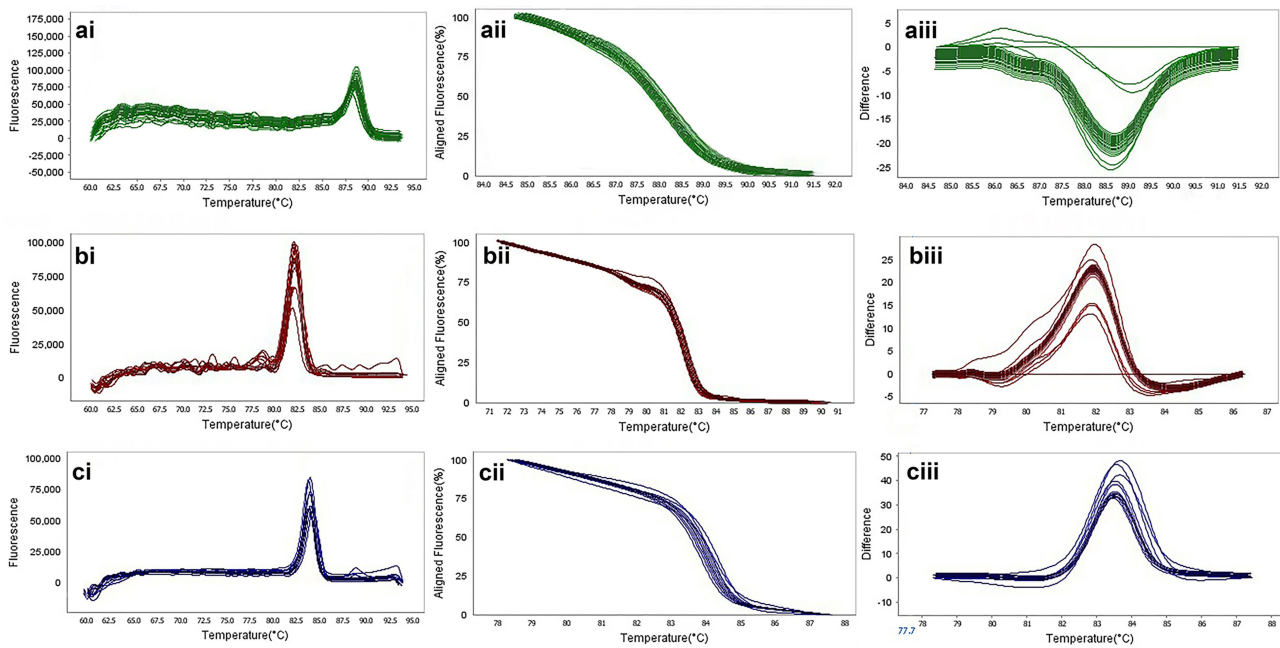 ai
Fluorescence
175,000
150,000
125,000
100,000
75,000
50,000
25,000
0
-25,000
-50,000
60.0 62.5 65.0 67.5 70.0 72.5 75.0 77.5 80.0 82.5 85.0 87.5 90.0 92.5 95.0
Temperature(°C)
aii
Aligned Fluorescence(%)
100
75
50
25
0
84.0 84.5 85.0 85.5 86.0 86.5 87.0 87.5 88.0 88.5 89.0 89.5 90.0 90.5 91.0 91.5 92.0
Temperature(°C)
aiii
Difference
5
0
-5
-10
-15
-20
-25
84.0 84.5 85.0 85.5 86.0 86.5 87.0 87.5 88.0 88.5 89.0 89.5 90.0 90.5 91.0 91.5 92.0
Temperature(°C)
bi
Fluorescence
100,000
75,000
50,000
25,000
0
60.0 62.5 65.0 67.5 70.0 72.5 75.0 77.5 80.0 82.5 85.0 87.5 90.0 92.5 95.0
Temperature(°C)
bii
Aligned Fluorescence(%)
100
75
50
25
0
71 72 73 74 75 76 77 78 79 80 81 82 83 84 85 86 87 88 89 90 91
Temperature(°C)
biii
Difference
25
20
15
10
5
0
-5
77 78 79 80 81 82 83 84 85 86 87
Temperature(°C)
ci
Fluorescence
100,000
75,000
50,000
25,000
0
60.0 62.5 65.0 67.5 70.0 72.5 75.0 77.5 80.0 82.5 85.0 87.5 90.0 92.5 95.0
Temperature(°C)
cii
Aligned Fluorescence(%)
100
75
50
25
0
78 79 80 81 82 83 84 85 86 87 88
Temperature(°C)
ciii
Difference
50
40
30
20
10
0
-10
77.7 78 79 80 81 82 83 84 85 86 87 88
Temperature(°C)